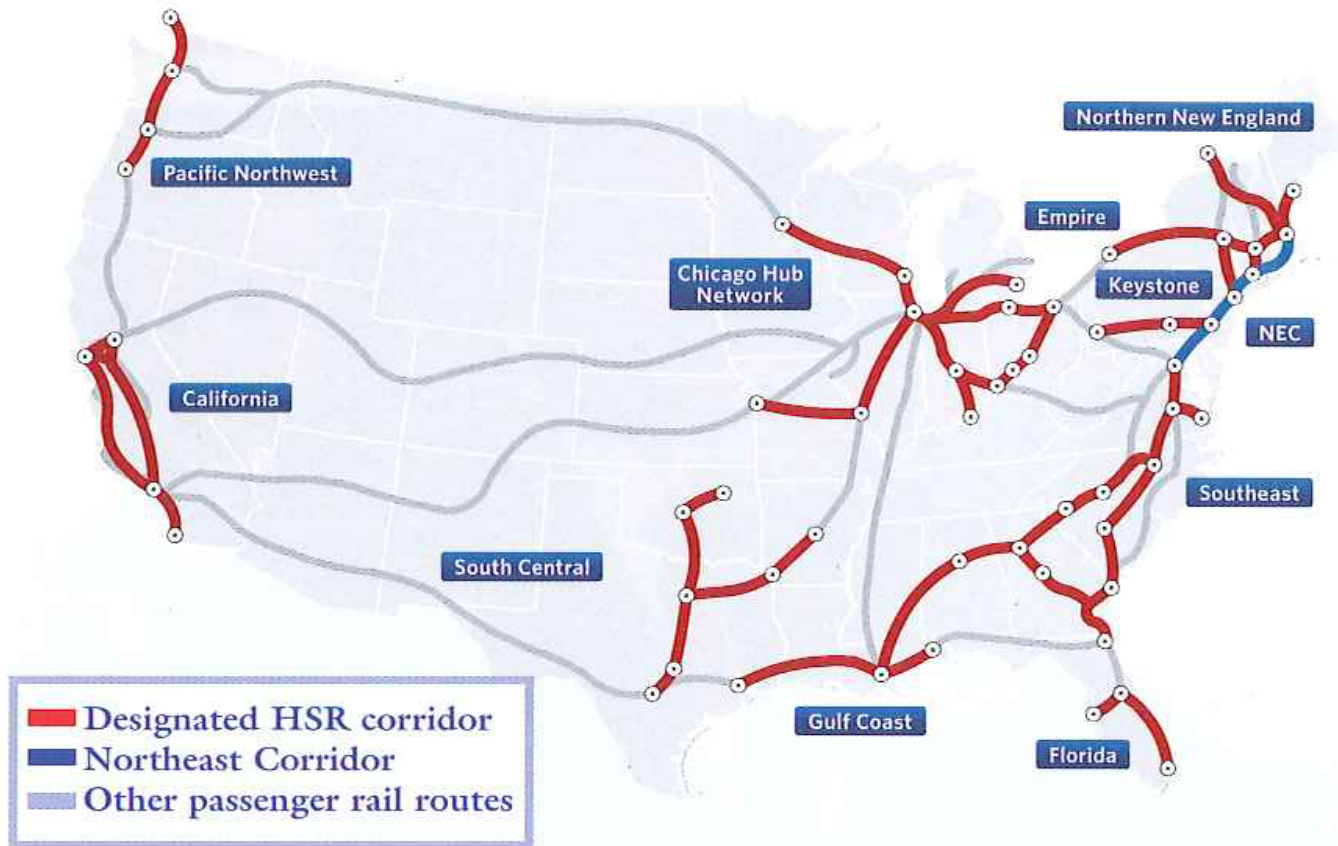 Northern New England
Pacific Northwest
Empire
Chicago Hub
Network
Keystone
NEC
California
Southeast
South Central
Gulf Coast
Florida
Designated HSR corridor
Northeast Corridor
Other passenger rail routes